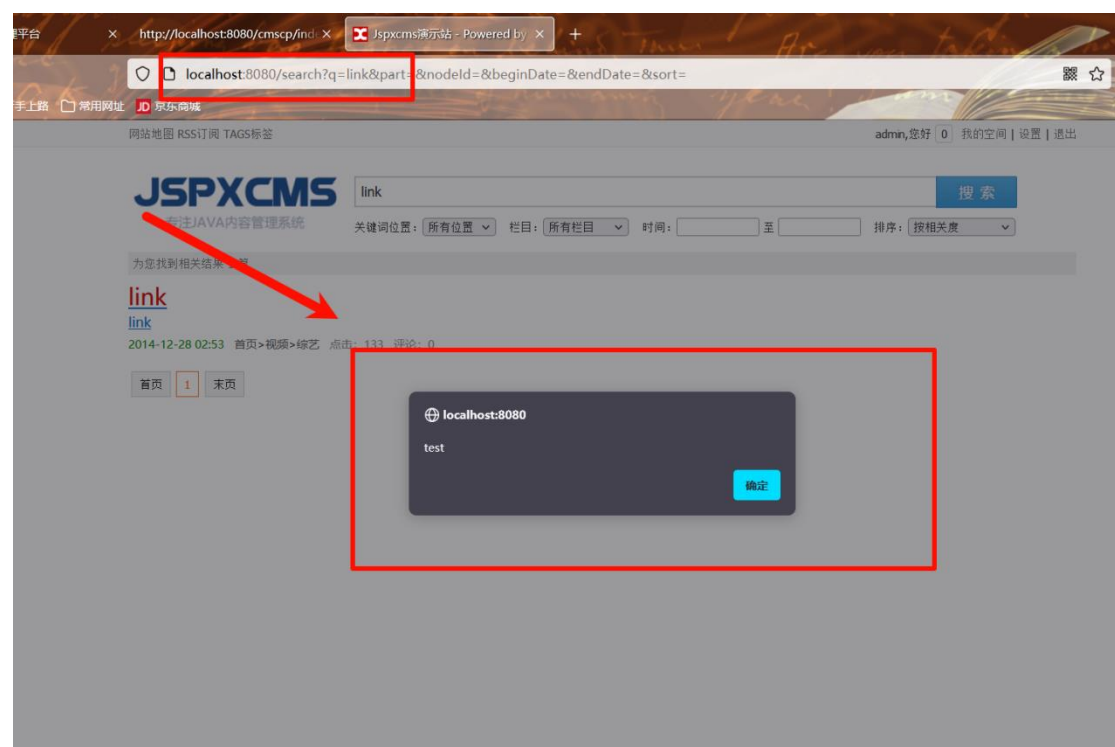 理平台 × http://localhost:8080/cmscp/ind × Jspxcms演示站 - Powered by × +
localhost:8080/search?q=link&part=&nodeId=&beginDate=&endDate=&sort=
手上路 常用网址 JD 京东商城
网站地图 RSS订阅 TAGS标签 admin,您好 0 我的空间 | 设置 | 退出
JSPXCMS link 搜 索
专注JAVA内容管理系统 关键词位置: 所有位置 栏目: 所有栏目 时间: 至 排序: 按相关度
为您找到相关结果
link
link
2014-12-28 02:53 首页>视频>综艺 点击: 133 评论: 0
首页 1 末页
localhost:8080
test
确定